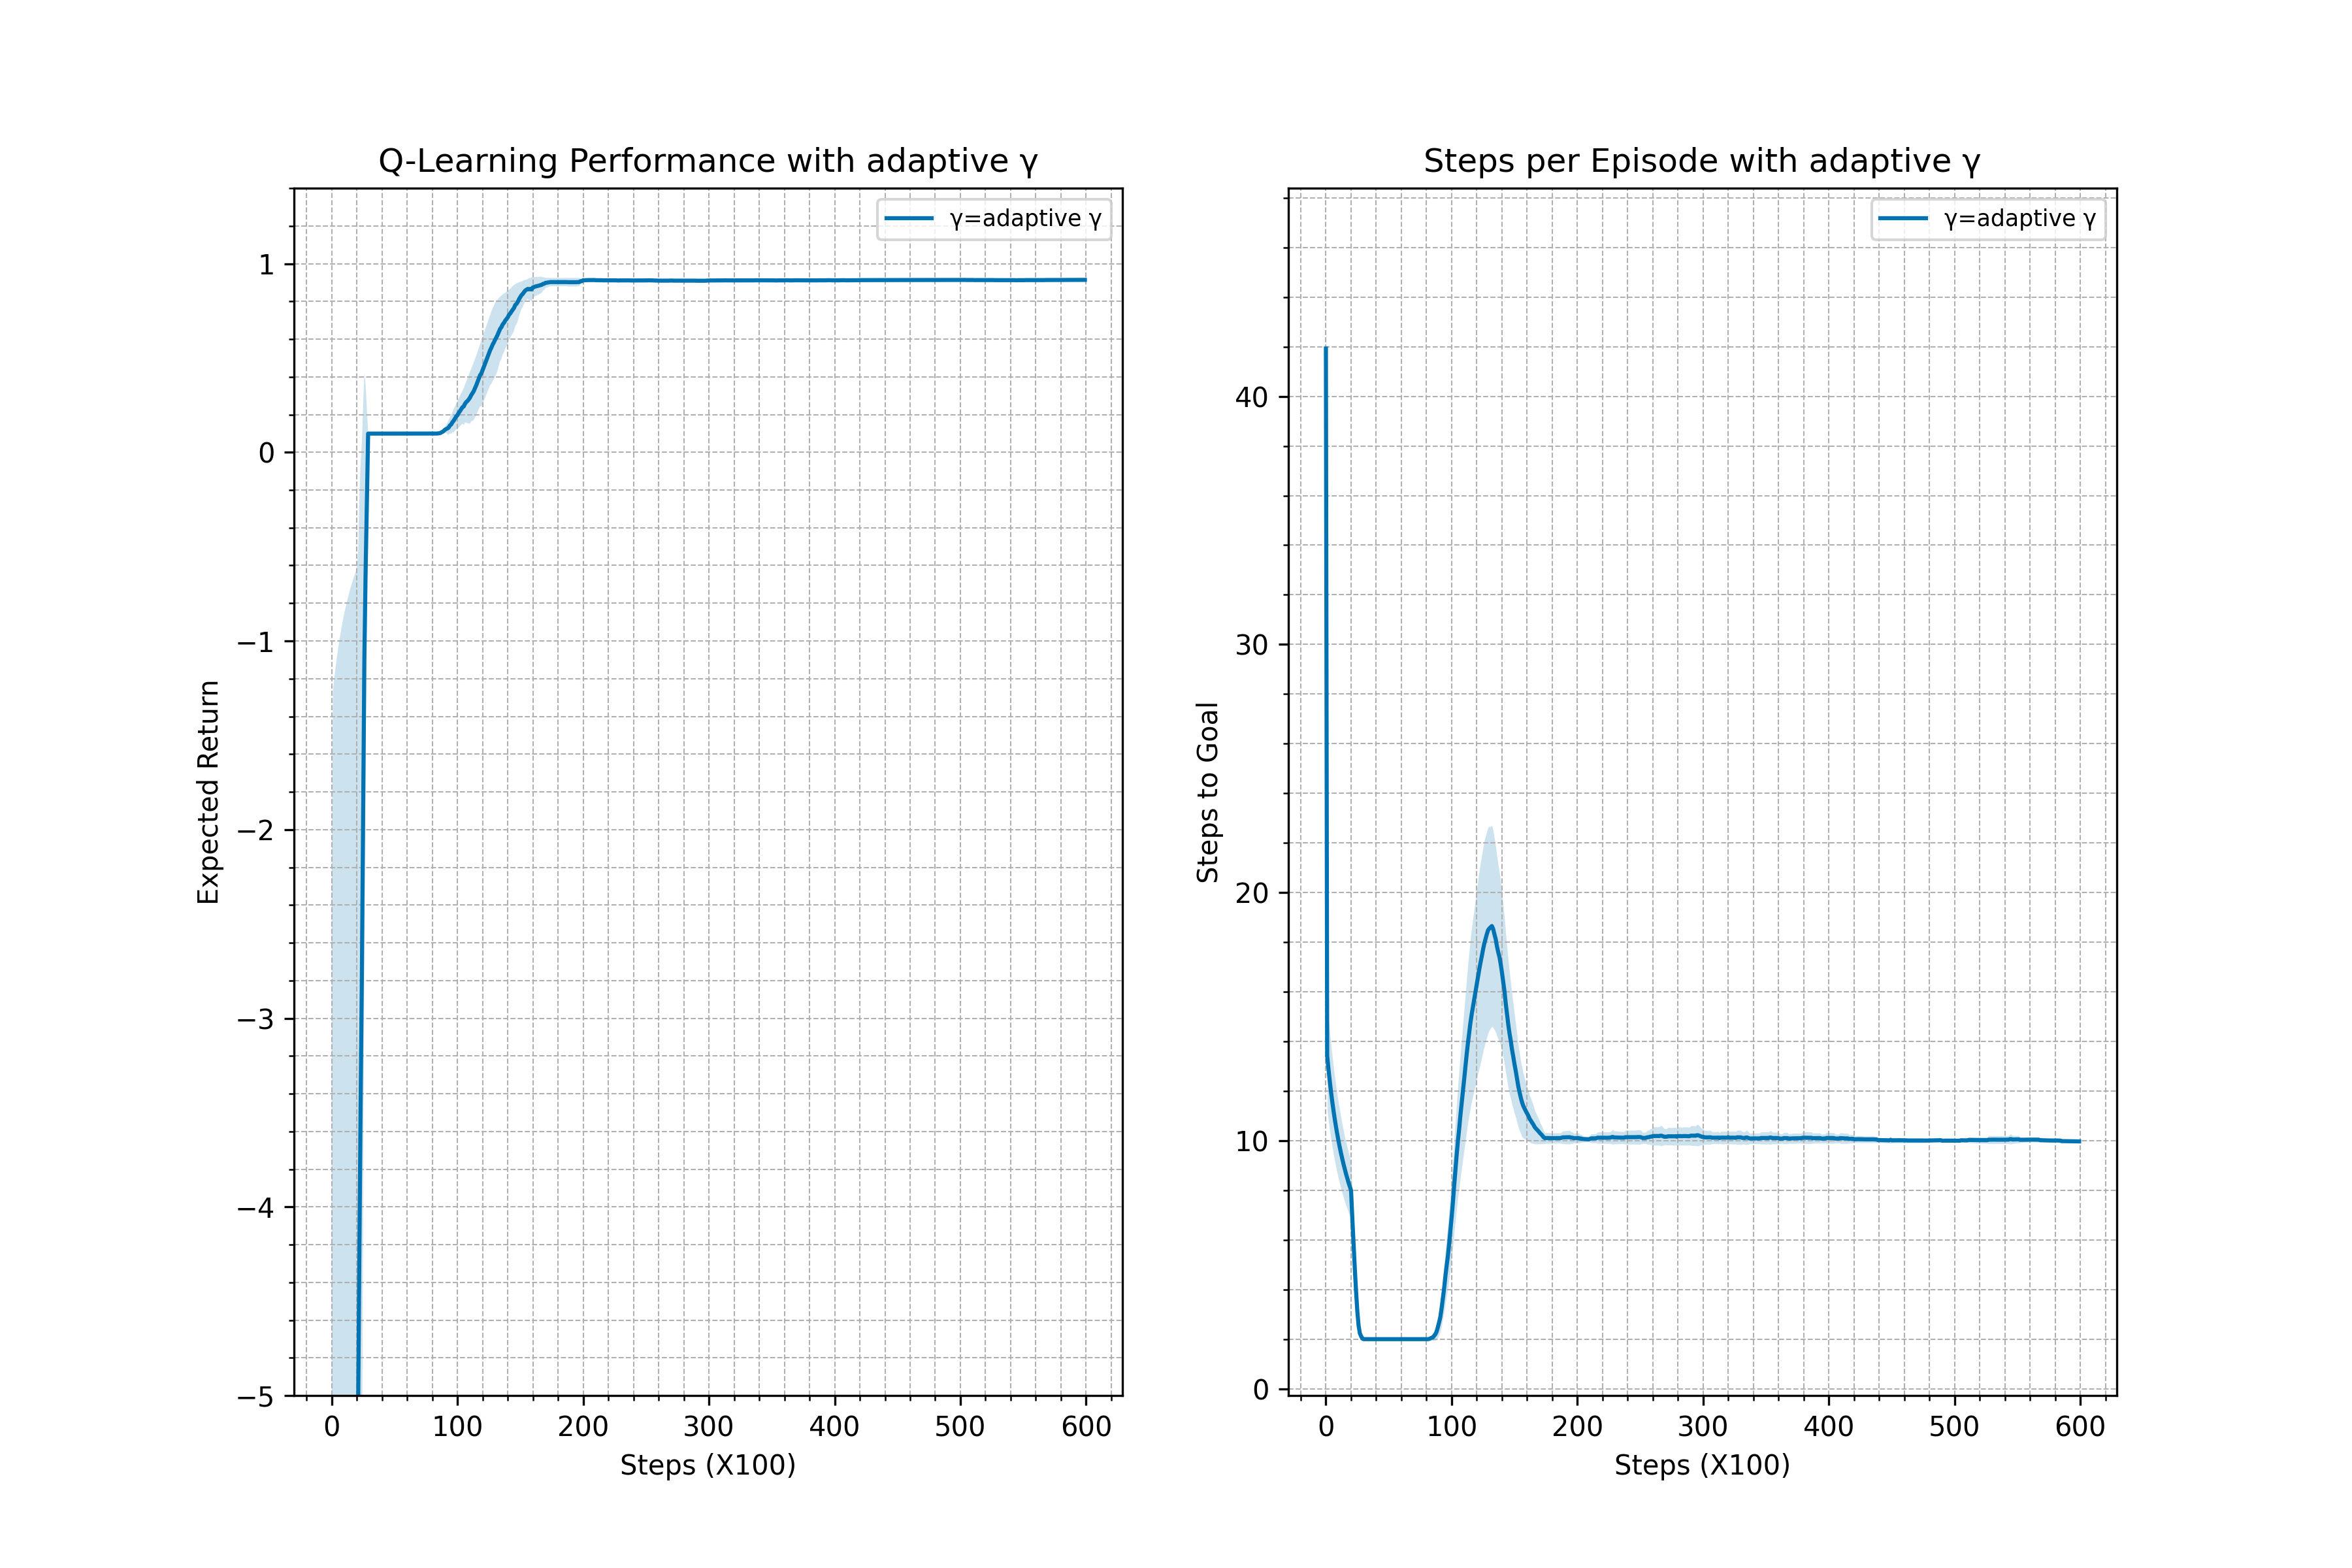 Q-Learning Performance with adaptive γ
γ=adaptive γ
Expected Return
1
0
−1
−2
−3
−4
−5
0 100 200 300 400 500 600
Steps (X100)
Steps per Episode with adaptive γ
γ=adaptive γ
Steps to Goal
40
30
20
10
0
0 100 200 300 400 500 600
Steps (X100)